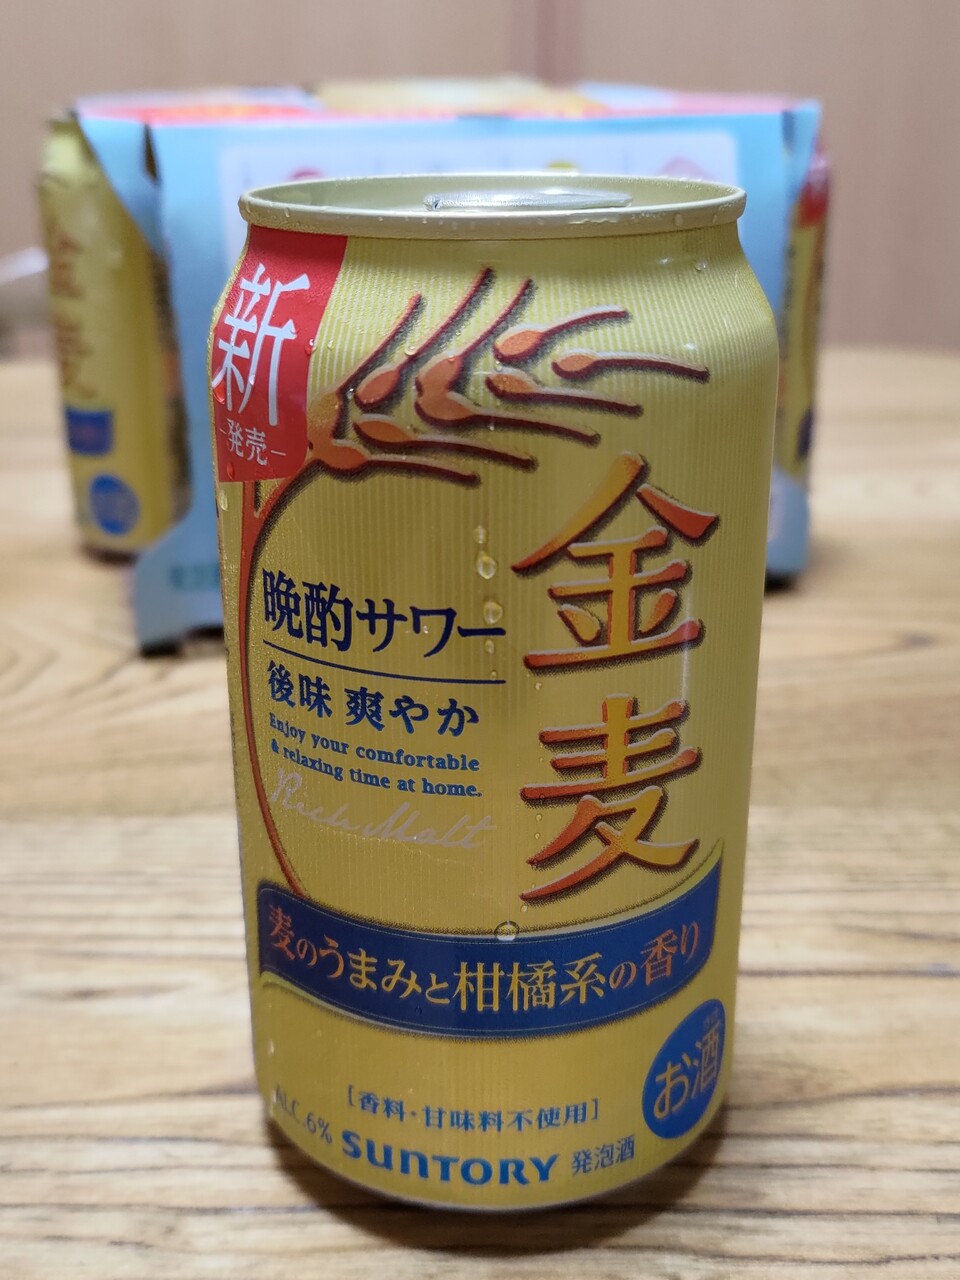 新
-発売-
金麦
晩酌サワー
後味 爽やか
Enjoy your comfortable
& relaxing time at home.
Rich Malt
麦のうまみと柑橘系の香り
お酒
[香料・甘味料不使用]
ALC.6%
SUNTORY 発泡酒
金麦